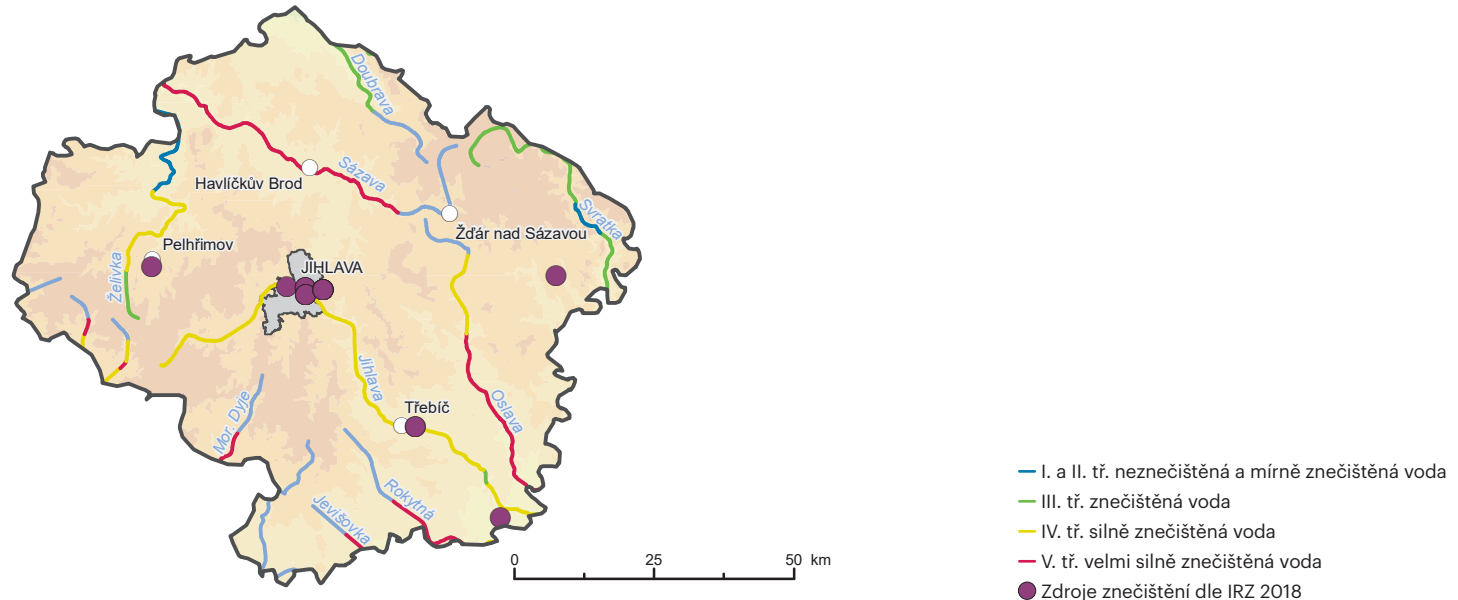 Doubrava
Sázava
Havlíčkův Brod
Svratka
Žďár nad Sázavou
Pelhřimov
JIHLAVA
Želivka
Jihlava
Oslava
Třebíč
Mor. Dyje
Rokytná
Jevišovka
0 25 50 km
I. a II. tř. neznečištěná a mírně znečištěná voda
III. tř. znečištěná voda
IV. tř. silně znečištěná voda
V. tř. velmi silně znečištěná voda
Zdroje znečištění dle IRZ 2018